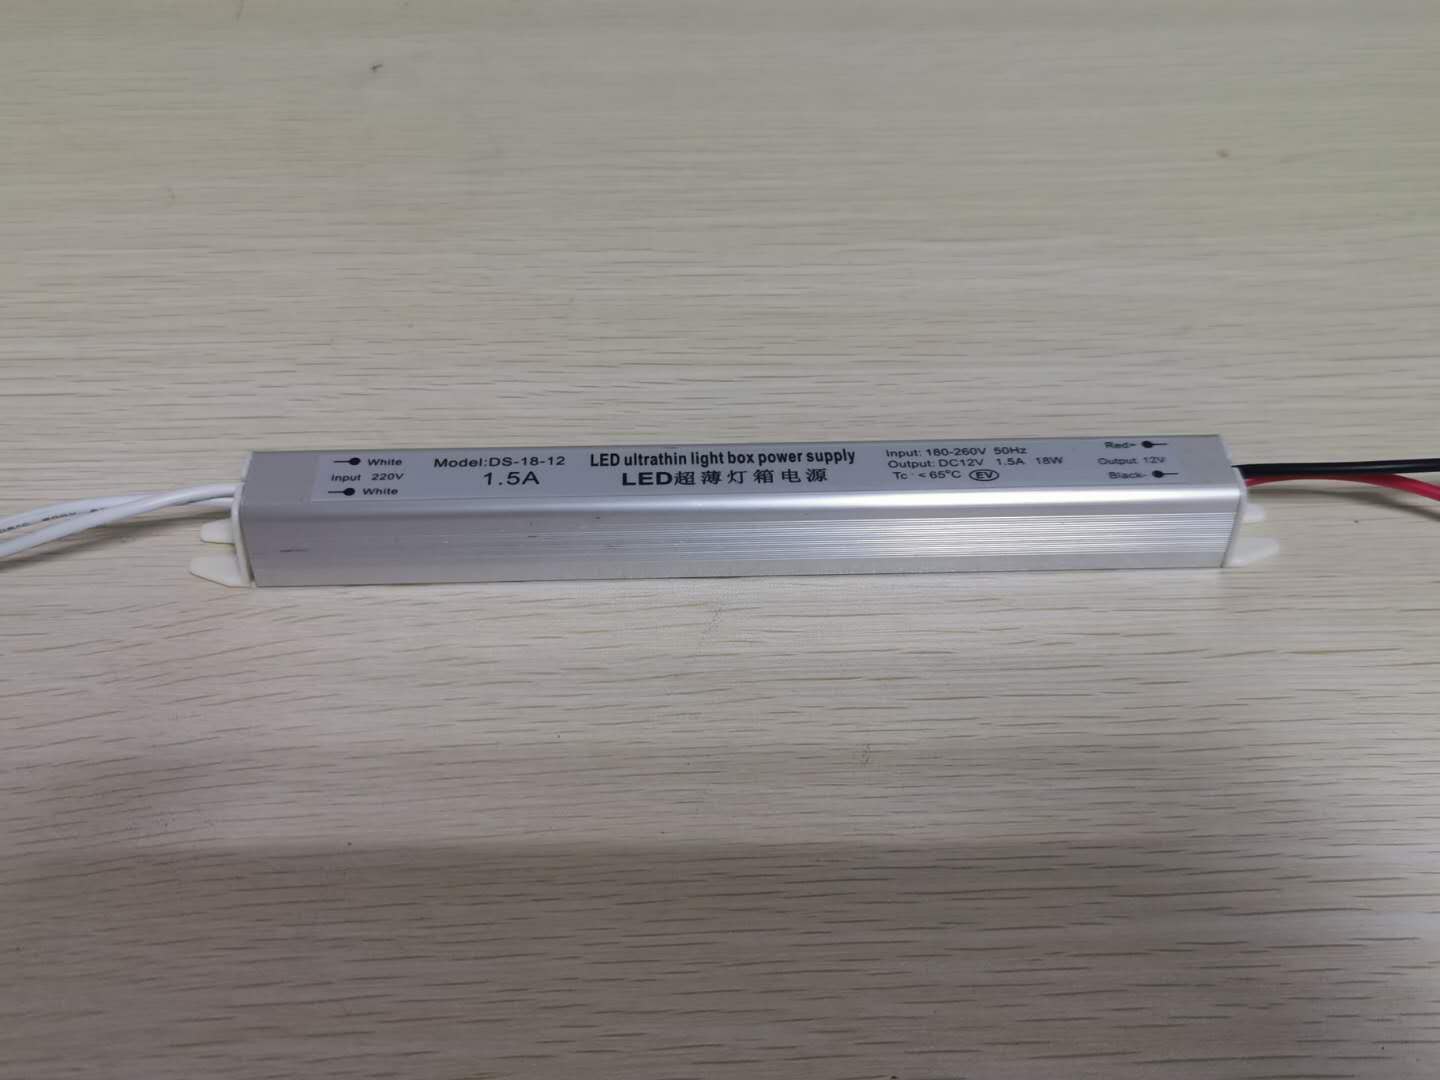 White
Input 220V
White
Model:DS-18-12
1.5A
LED ultrathin light box power supply
LED超薄灯箱电源
Input: 180-260V 50Hz
Output: DC12V 1.5A 18W
Tc : < 65°C EV
Red+
Output 12V
Black-